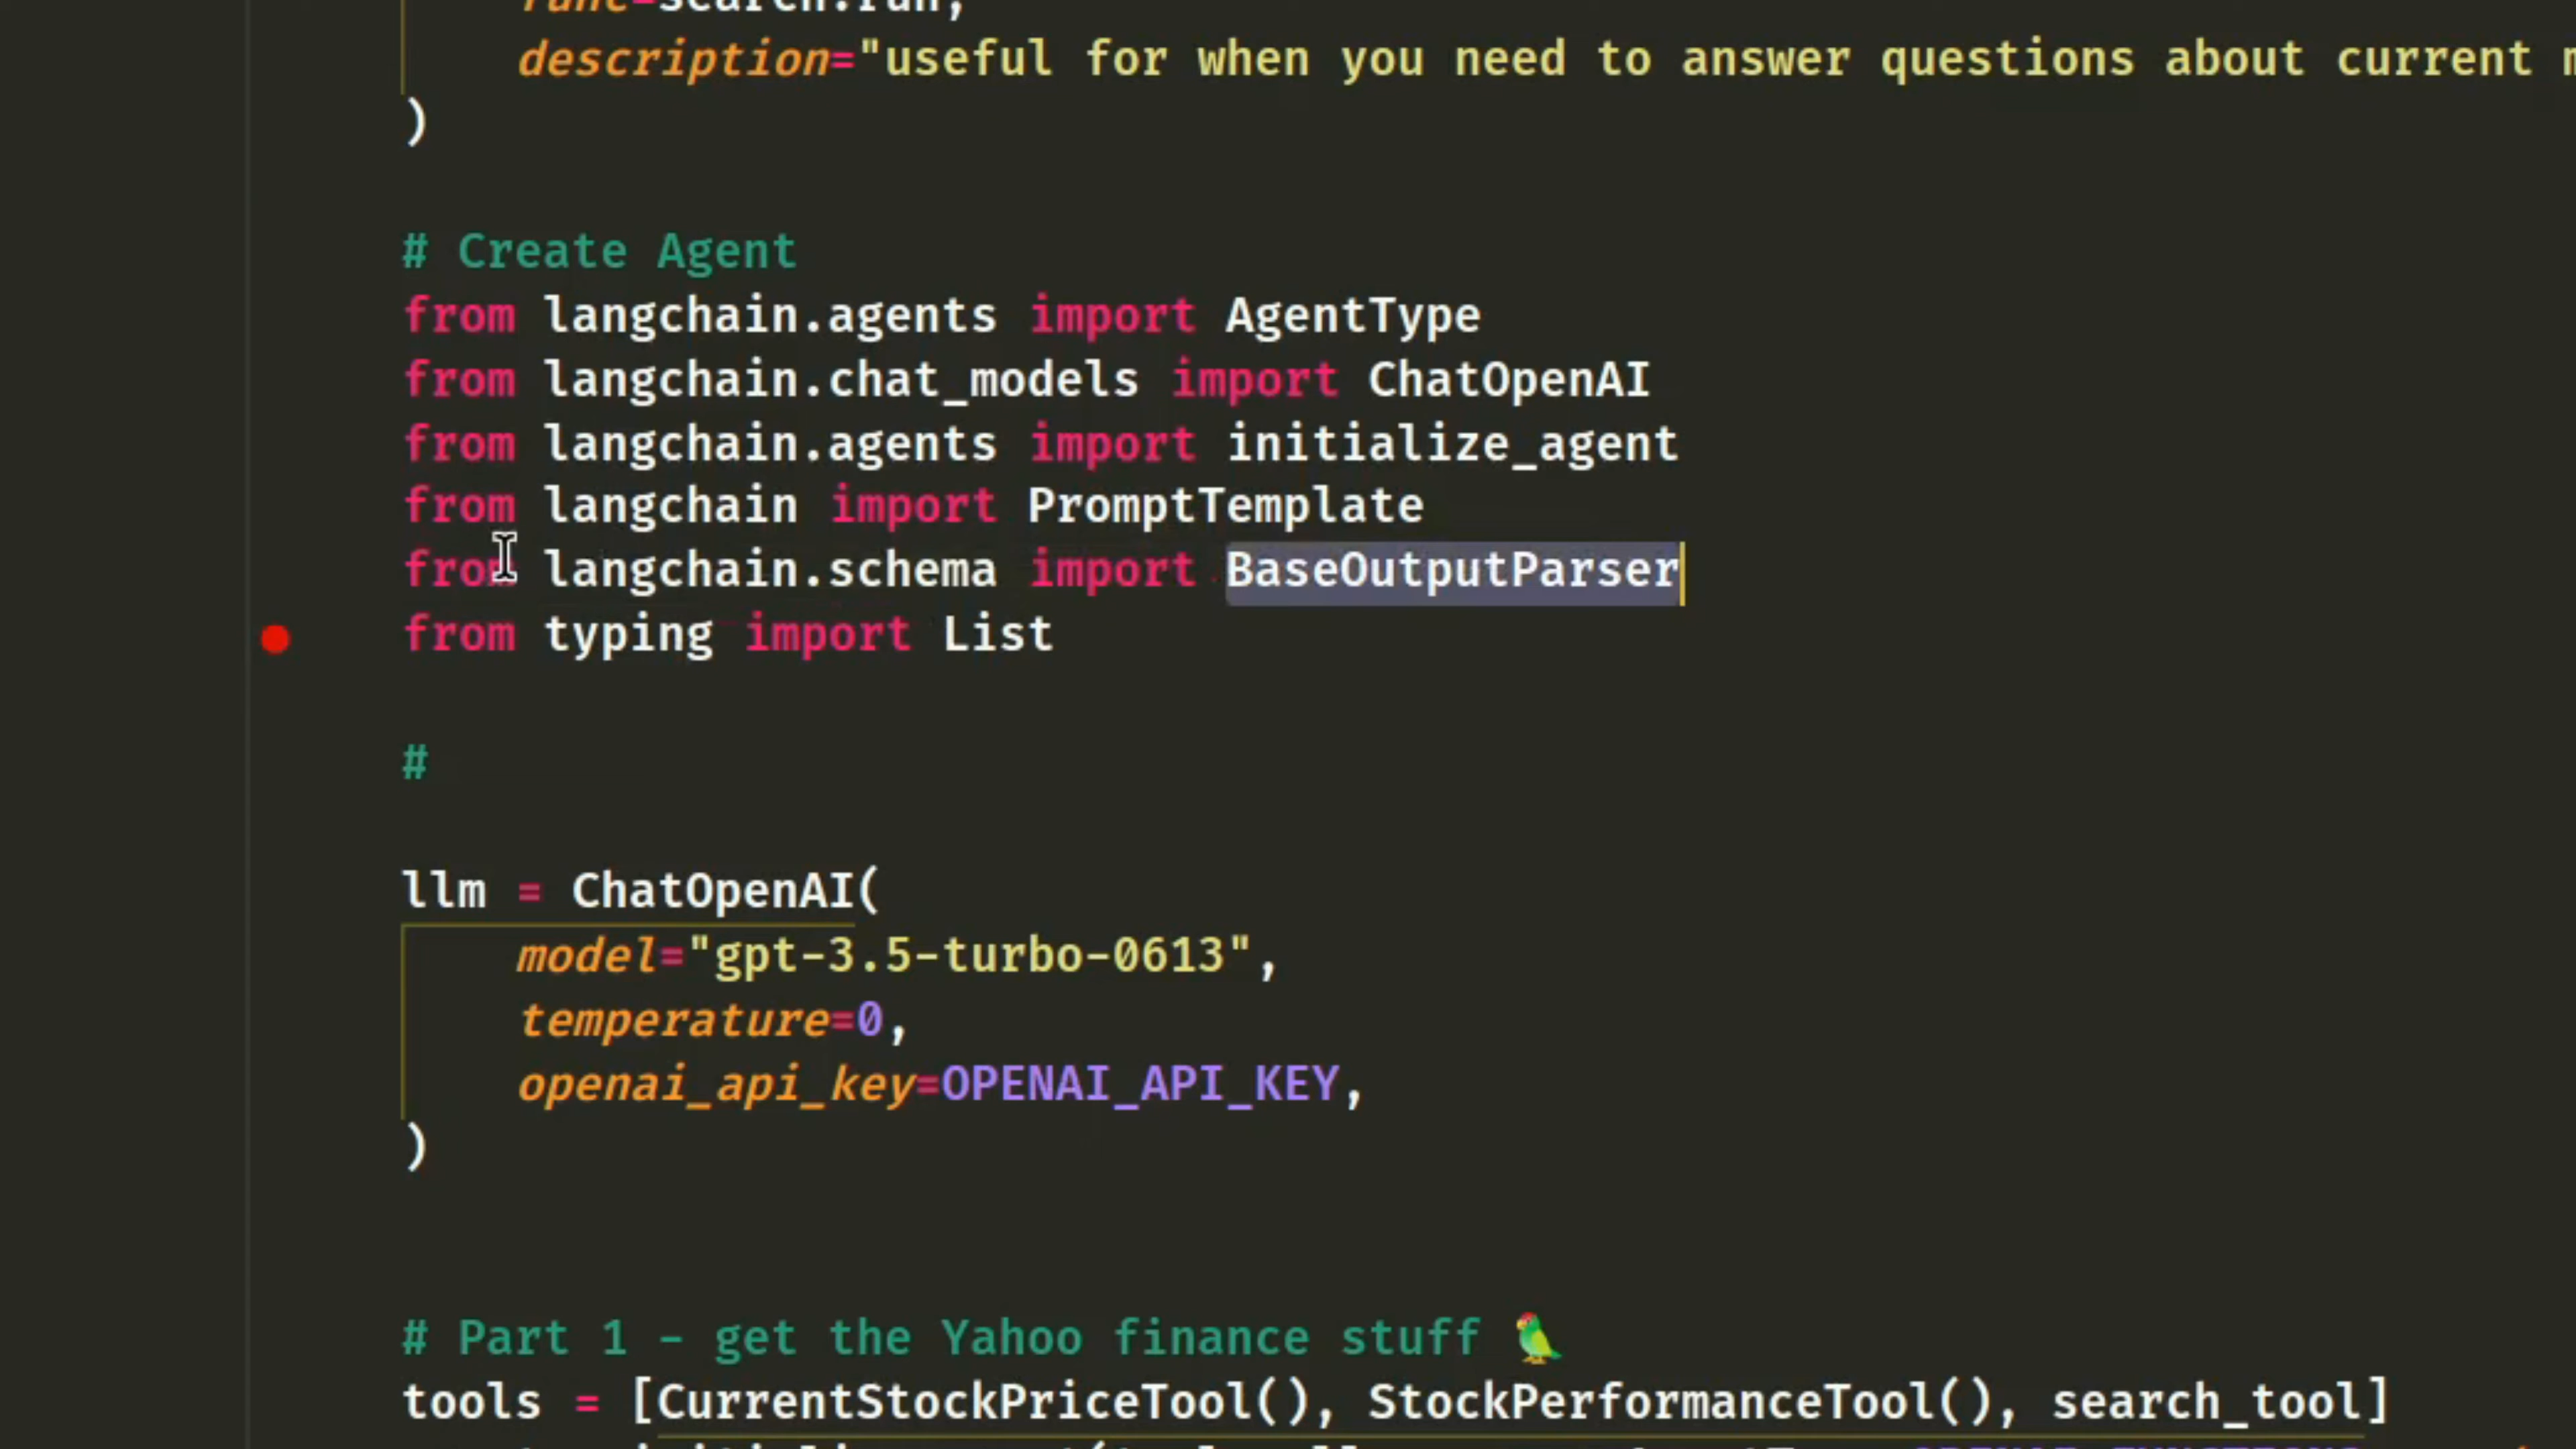 func=search.run,
description="useful for when you need to answer questions about current
)
# Create Agent
from langchain.agents import AgentType
from langchain.chat_models import ChatOpenAI
from langchain.agents import initialize_agent
from langchain import PromptTemplate
from langchain.schema import BaseOutputParser
from typing import List
#
llm = ChatOpenAI(
model="gpt-3.5-turbo-0613",
temperature=0,
openai_api_key=OPENAI_API_KEY,
)
# Part 1 - get the Yahoo finance stuff 🦜
tools = [CurrentStockPriceTool(), StockPerformanceTool(), search_tool]